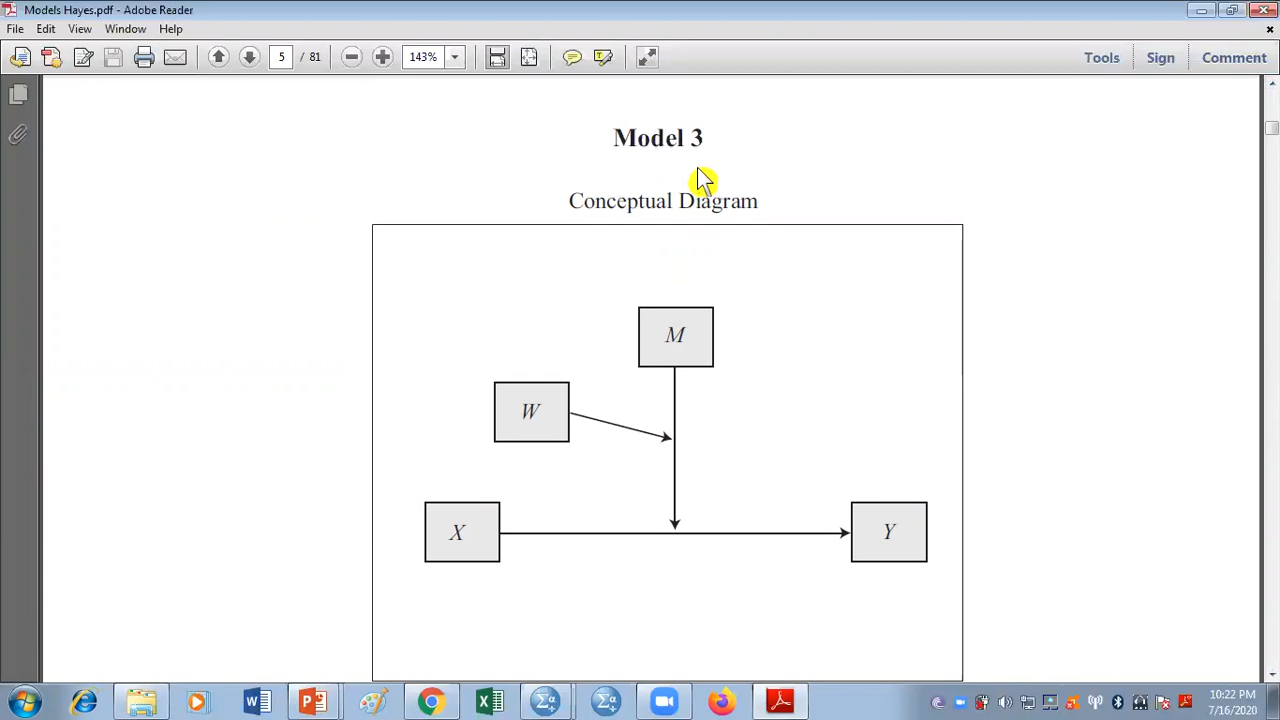 Models Hayes.pdf - Adobe Reader
File Edit View Window Help
5 / 81 143% Tools Sign Comment
Model 3
Conceptual Diagram
M
W
X Y
10:22 PM
7/16/2020